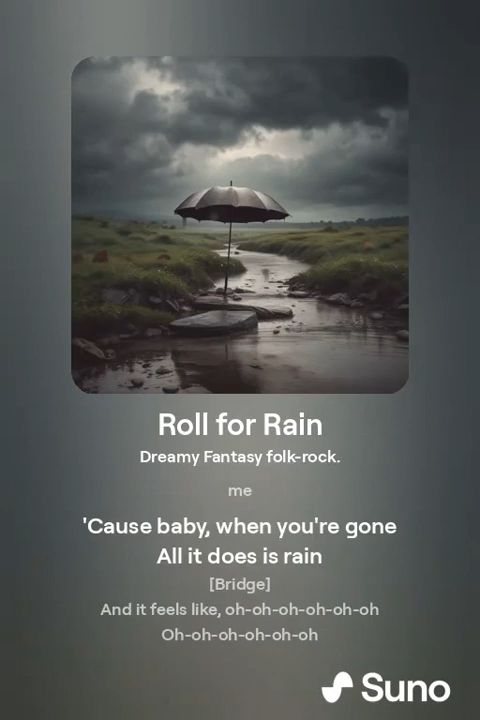 Roll for Rain
Dreamy Fantasy folk-rock.
me
'Cause baby, when you're gone
All it does is rain
[Bridge]
And it feels like, oh-oh-oh-oh-oh-oh
Oh-oh-oh-oh-oh-oh
Suno